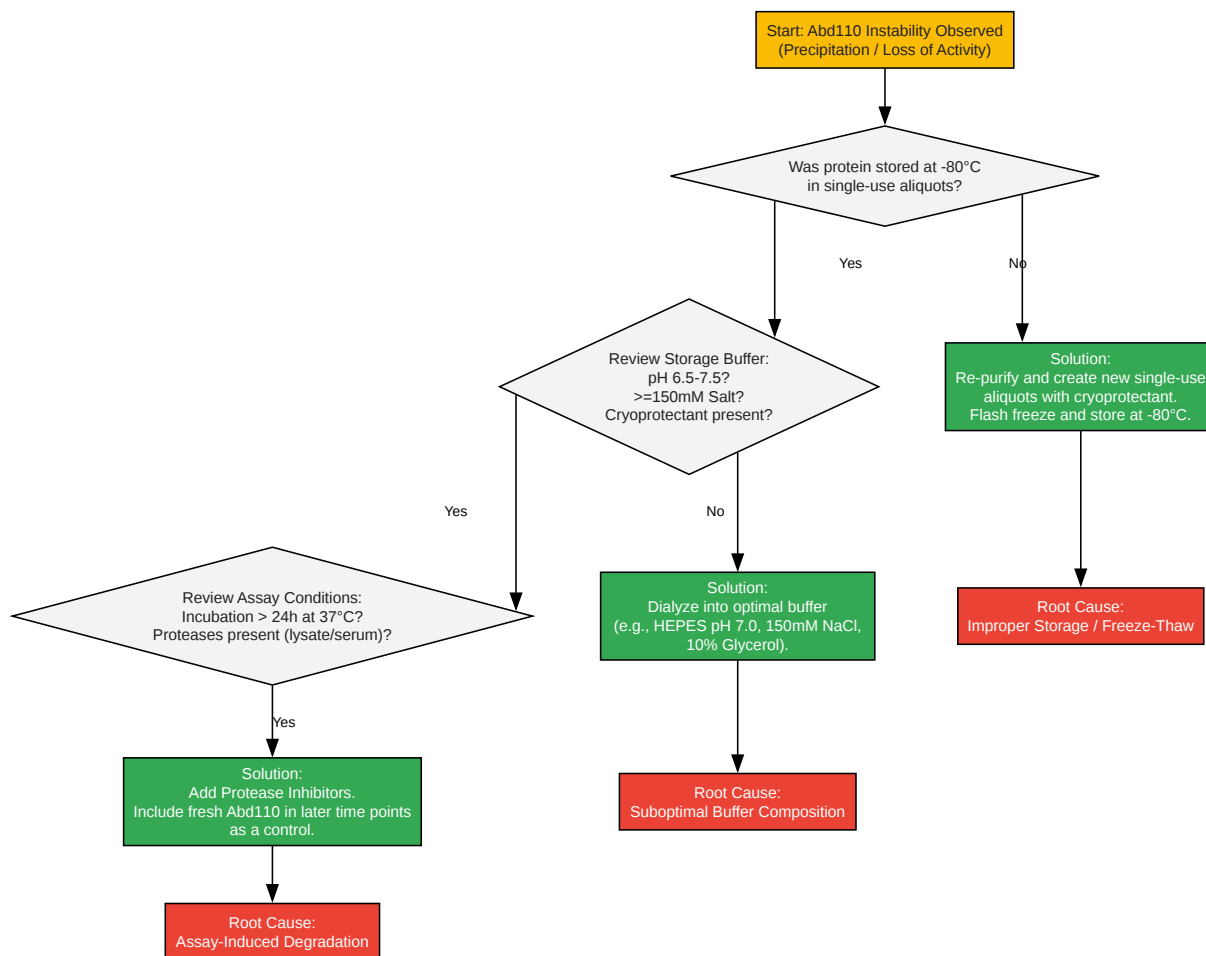 Start: Abd110 Instability Observed
(Precipitation / Loss of Activity)
Was protein stored at -80°C
in single-use aliquots?
Yes
No
Review Storage Buffer:
pH 6.5-7.5?
>=150mM Salt?
Cryoprotectant present?
Solution:
Re-purify and create new single-use
aliquots with cryoprotectant.
Flash freeze and store at -80°C.
Yes
No
Review Assay Conditions:
Incubation > 24h at 37°C?
Proteases present (lysate/serum)?
Solution:
Dialyze into optimal buffer
(e.g., HEPES pH 7.0, 150mM NaCl,
10% Glycerol).
Root Cause:
Improper Storage / Freeze-Thaw
Yes
Solution:
Add Protease Inhibitors.
Include fresh Abd110 in later time points
as a control.
Root Cause:
Suboptimal Buffer Composition
Root Cause:
Assay-Induced Degradation